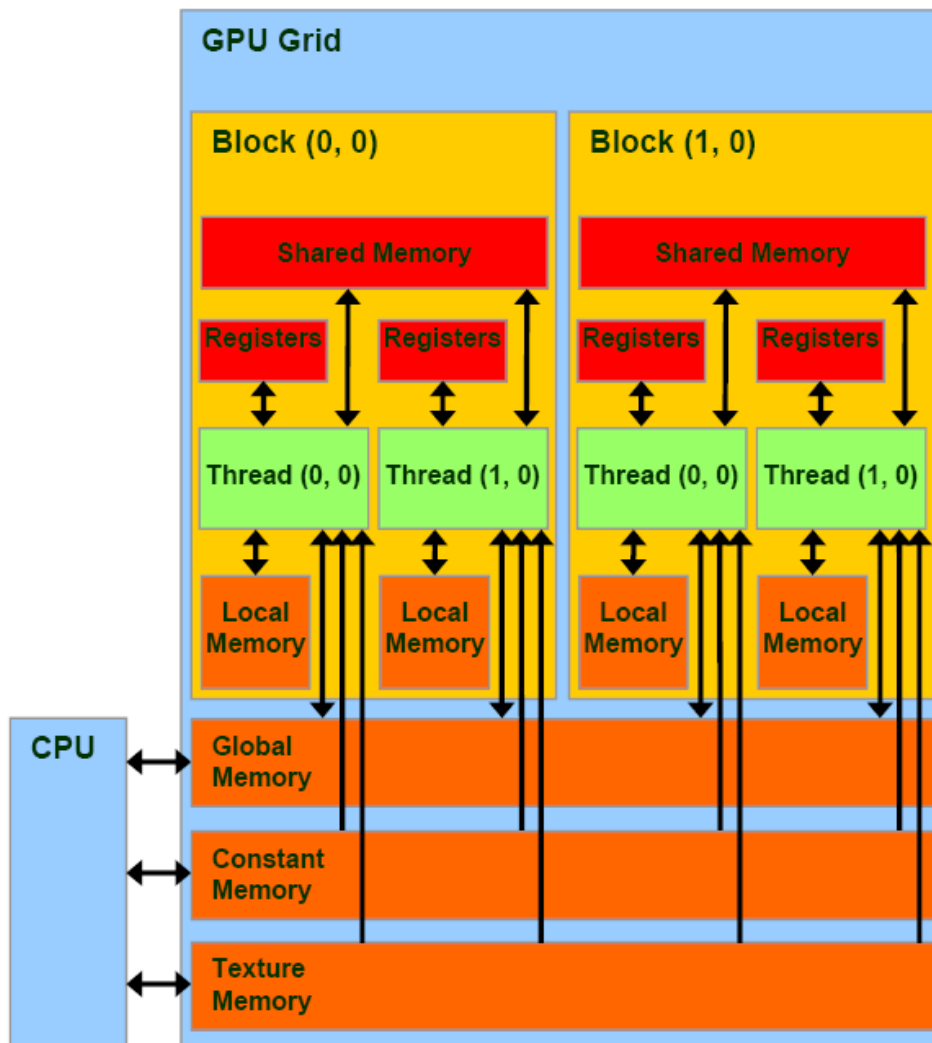 GPU Grid
Block (0, 0)
Block (1, 0)
Shared Memory
Shared Memory
Registers
Registers
Registers
Registers
Thread (0, 0)
Thread (1, 0)
Thread (0, 0)
Thread (1, 0)
Local
Memory
Local
Memory
Local
Memory
Local
Memory
CPU
Global
Memory
Constant
Memory
Texture
Memory